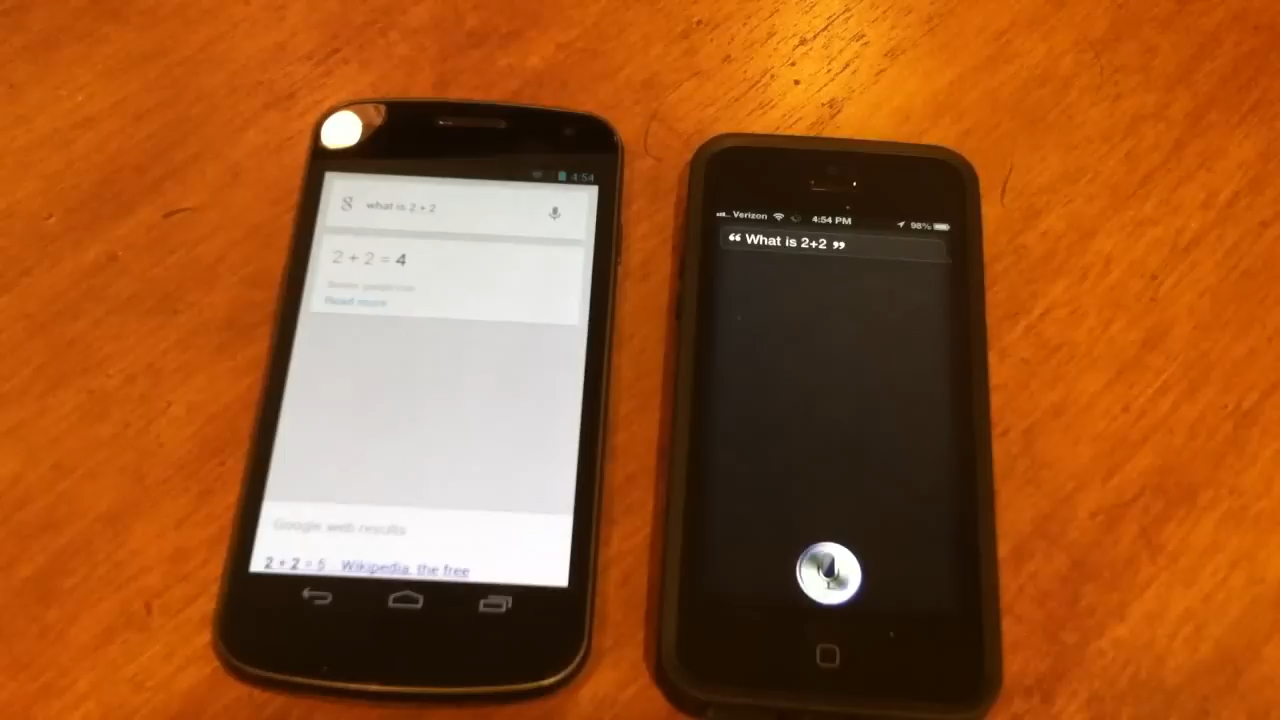 4:54
8 what is 2 + 2
2 + 2 = 4
Read more
Google web results
2 + 2 = 5 Wikipedia, the free
Verizon 4:54 PM 98%
“ What is 2+2 ”